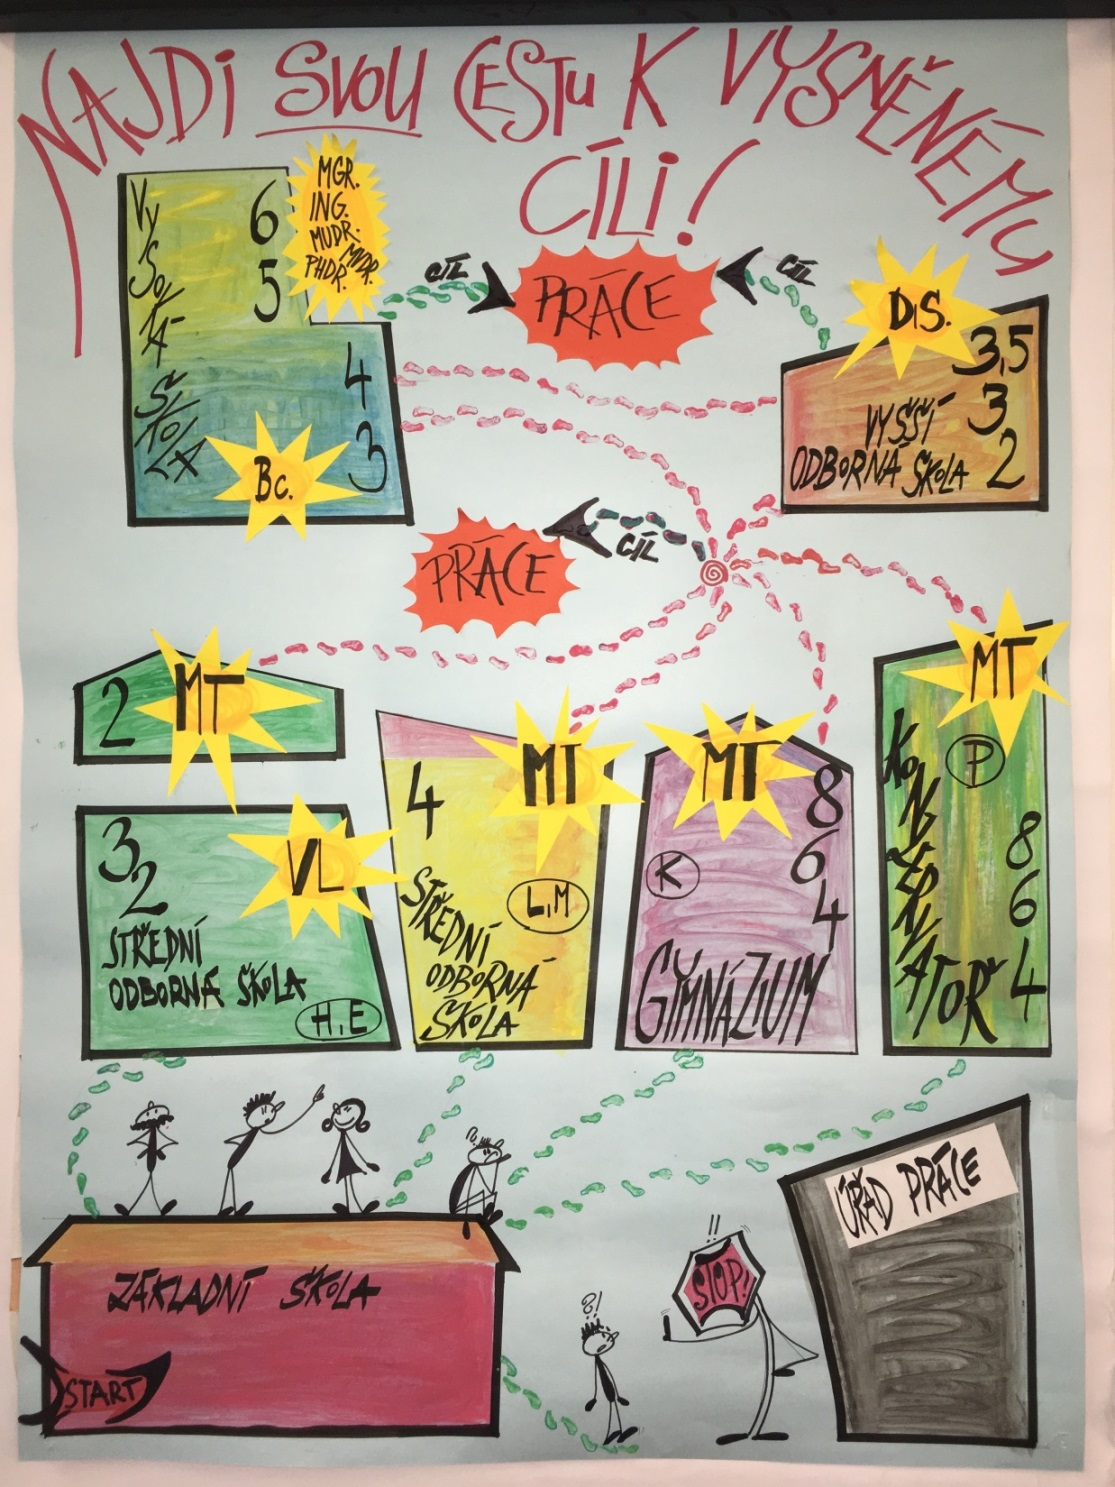 NAJDI SVOU CESTU K VYSNĚNÉMU
CÍLI!
VYSOKÁ ŠKOLA
6
5
4
3
MGR.
ING.
MUDR.
MDDR.
PHDR.
BC.
CÍL
PRÁCE
CÍL
DIS.
3,5
3
2
VYŠŠÍ
ODBORNÁ ŠKOLA
PRÁCE
CÍL
2
MT
3
2
VL
STŘEDNÍ
ODBORNÁ ŠKOLA
H, E
4
MT
L, M
STŘEDNÍ
ODBORNÁ
ŠKOLA
MT
8
6
4
K
GYMNÁZIUM
MT
P
KONZERVATOŘ
8
6
4
?
ZÁKLADNÍ ŠKOLA
START
?!
!!
STOP!
ÚŘAD PRÁCE